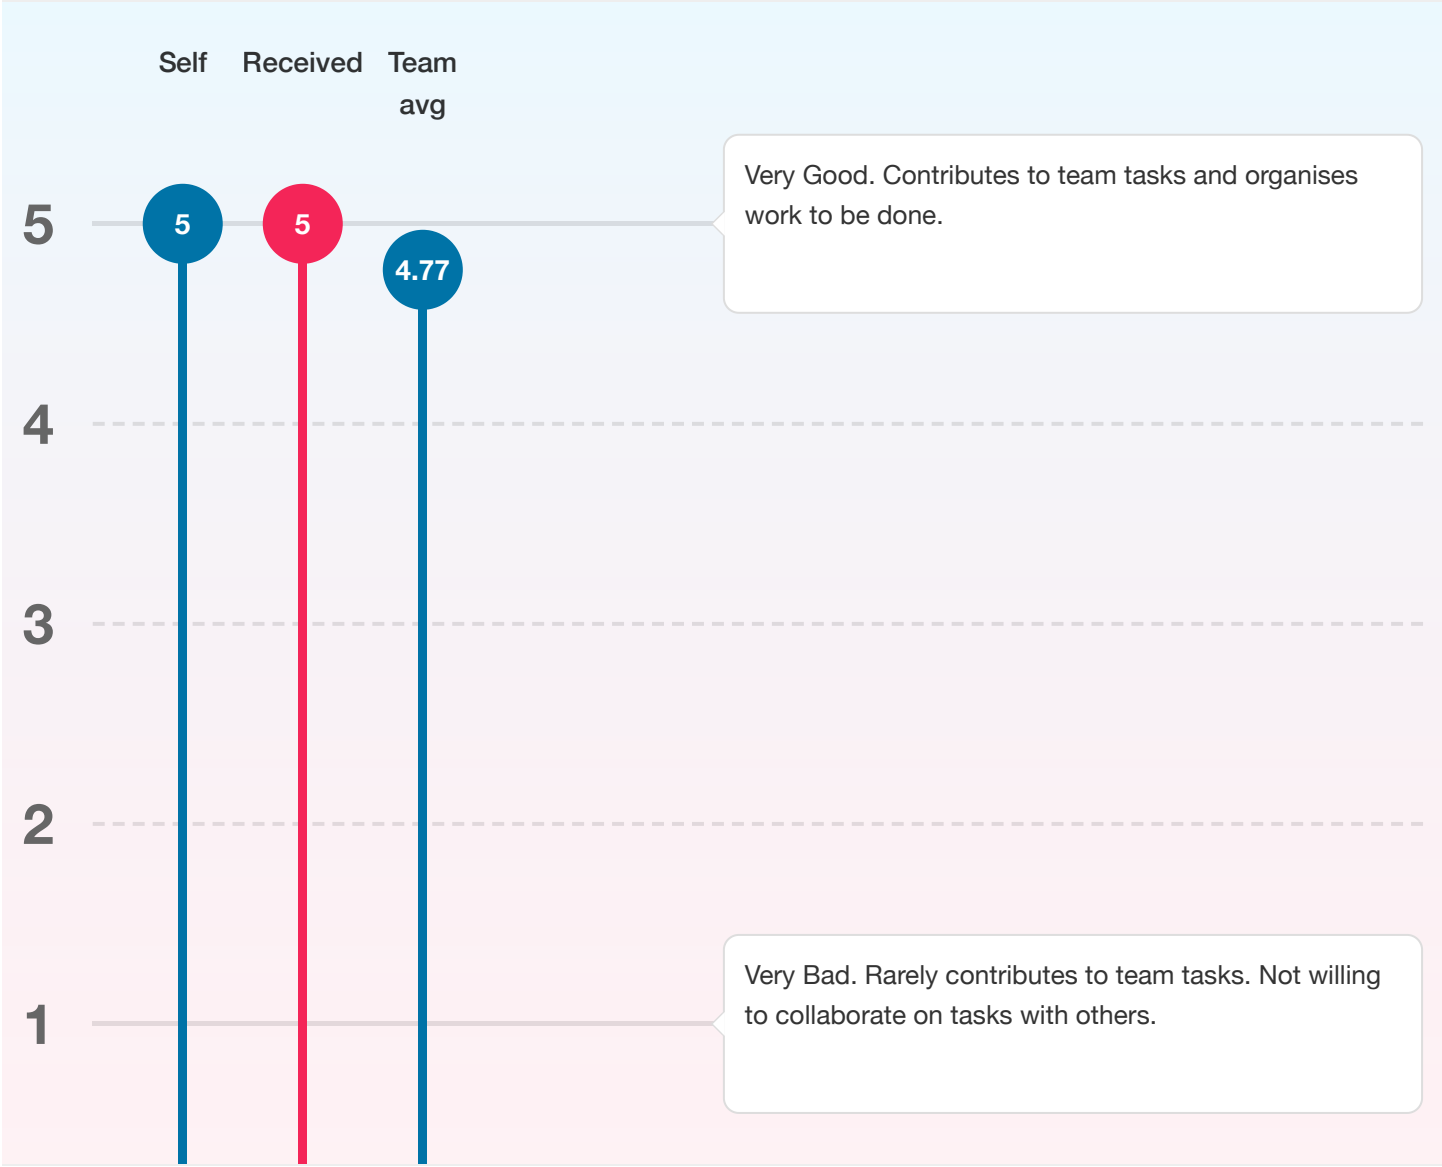 Self Received Team
avg
Very Good. Contributes to team tasks and organises
work to be done.
5 5 5
4.77
4
3
2
Very Bad. Rarely contributes to team tasks. Not willing
to collaborate on tasks with others.
1